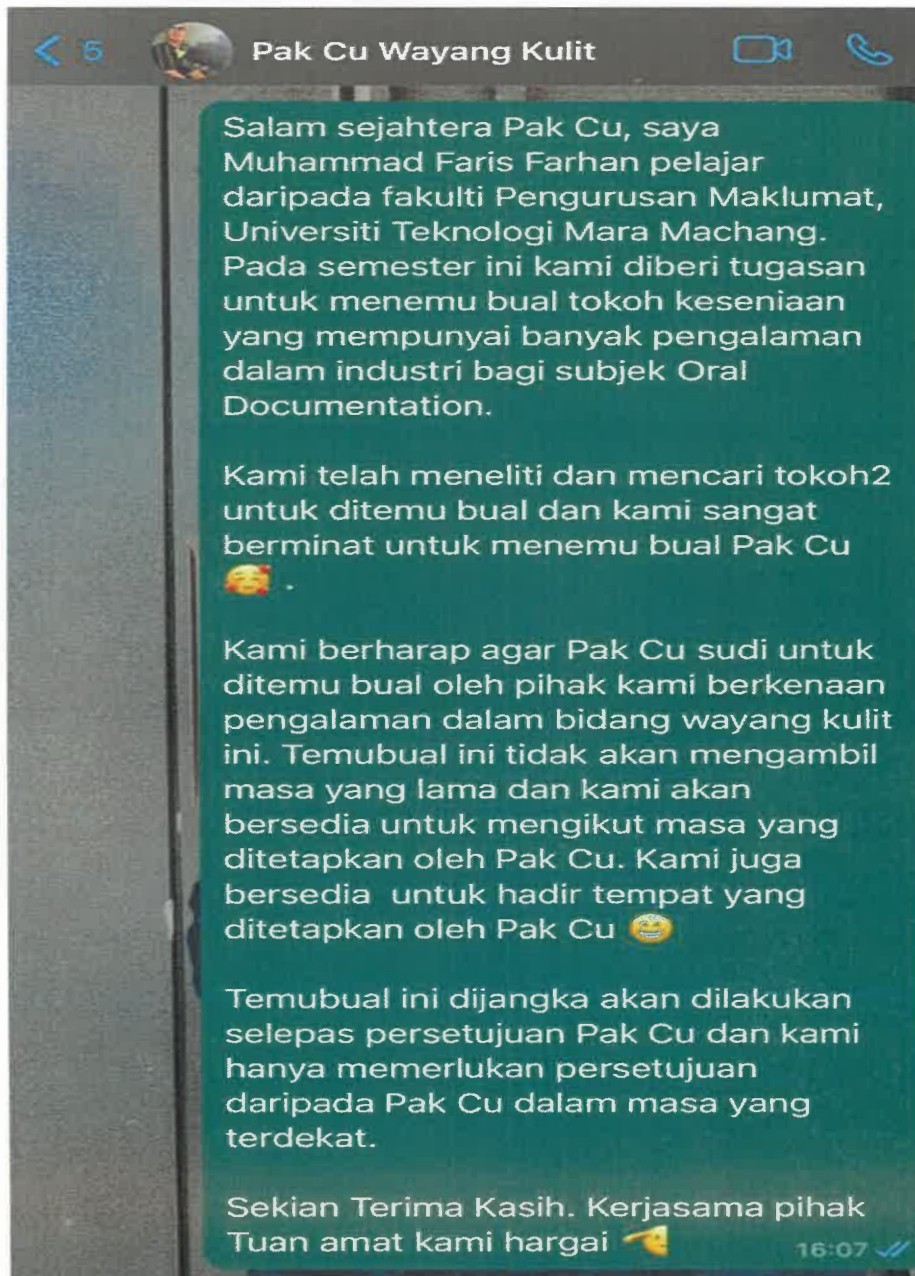 5 Pak Cu Wayang Kulit
Salam sejahtera Pak Cu, saya
Muhammad Faris Farhan pelajar
daripada fakulti Pengurusan Maklumat,
Universiti Teknologi Mara Machang.
Pada semester ini kami diberi tugasan
untuk menemu bual tokoh keseniaan
yang mempunyai banyak pengalaman
dalam industri bagi subjek Oral
Documentation.
Kami telah meneliti dan mencari tokoh2
untuk ditemu bual dan kami sangat
berminat untuk menemu bual Pak Cu
🥰 .
Kami berharap agar Pak Cu sudi untuk
ditemu bual oleh pihak kami berkenaan
pengalaman dalam bidang wayang kulit
ini. Temubual ini tidak akan mengambil
masa yang lama dan kami akan
bersedia untuk mengikut masa yang
ditetapkan oleh Pak Cu. Kami juga
bersedia untuk hadir tempat yang
ditetapkan oleh Pak Cu 😁
Temubual ini dijangka akan dilakukan
selepas persetujuan Pak Cu dan kami
hanya memerlukan persetujuan
daripada Pak Cu dalam masa yang
terdekat.
Sekian Terima Kasih. Kerjasama pihak
Tuan amat kami hargai 🫡
16:07